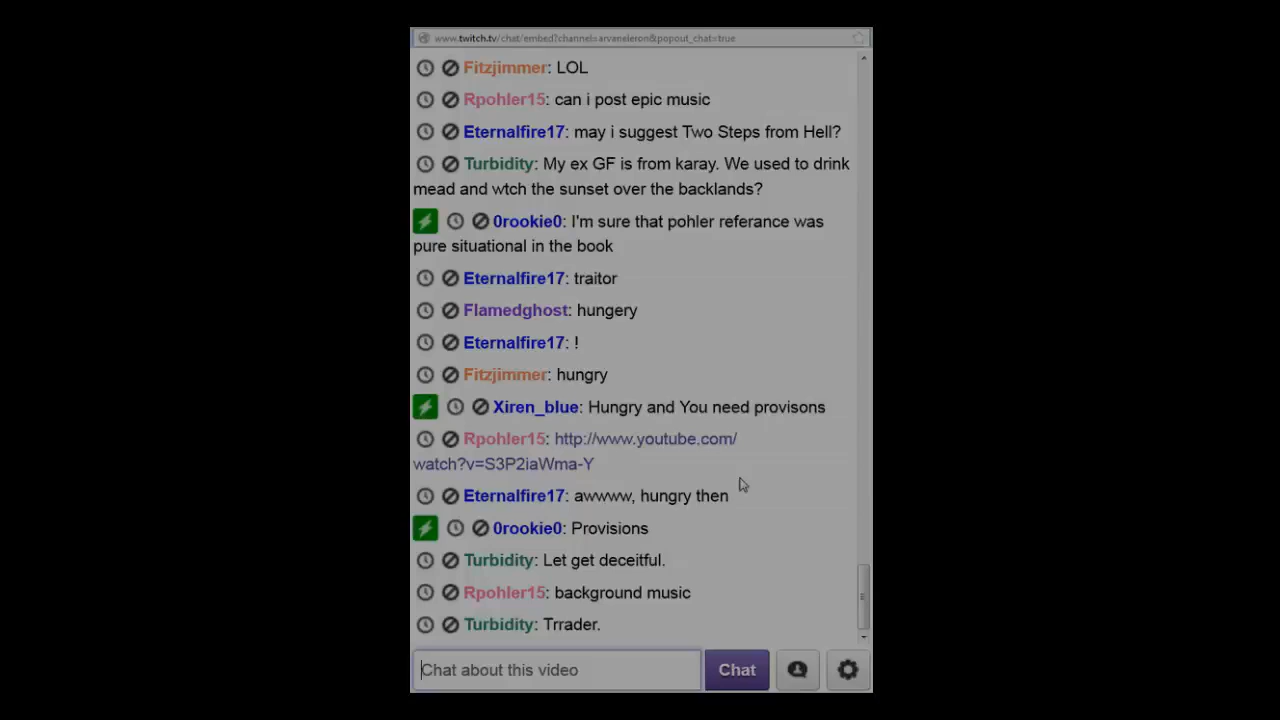 www.twitch.tv/chat/embed?channel=arveneleron&popout_chat=true
Fitzjimmer: LOL
Rpohler15: can i post epic music
Eternalfire17: may i suggest Two Steps from Hell?
Turbidity: My ex GF is from karay. We used to drink
mead and wtch the sunset over the backlands?
0rookie0: I'm sure that pohler referance was
pure situational in the book
Eternalfire17: traitor
Flamedghost: hungery
Eternalfire17: !
Fitzjimmer: hungry
Xiren_blue: Hungry and You need provisons
Rpohler15: http://www.youtube.com/
watch?v=S3P2iaWma-Y
Eternalfire17: awwww, hungry then
0rookie0: Provisions
Turbidity: Let get deceitful.
Rpohler15: background music
Turbidity: Trrader.
Chat about this video
Chat